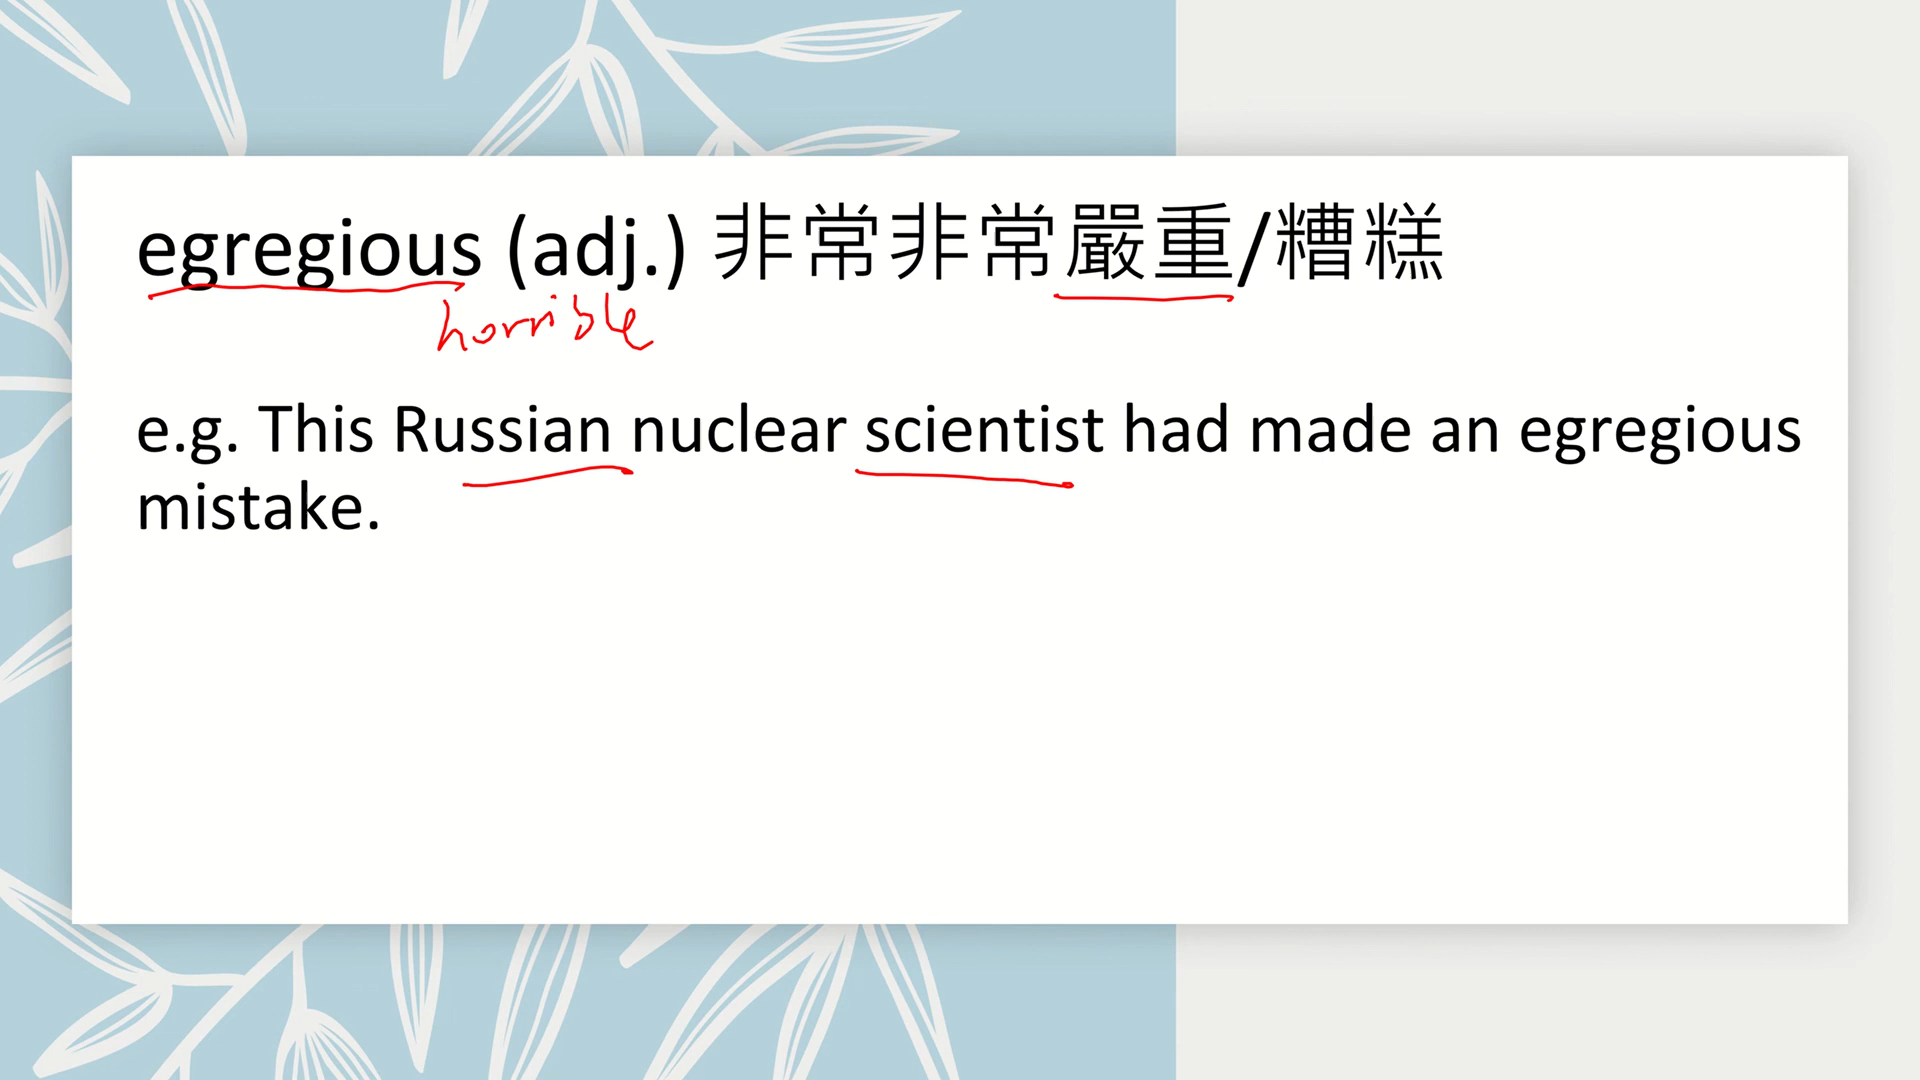 egregious (adj.) 非常非常嚴重/糟糕
horrible
e.g. This Russian nuclear scientist had made an egregious
mistake.